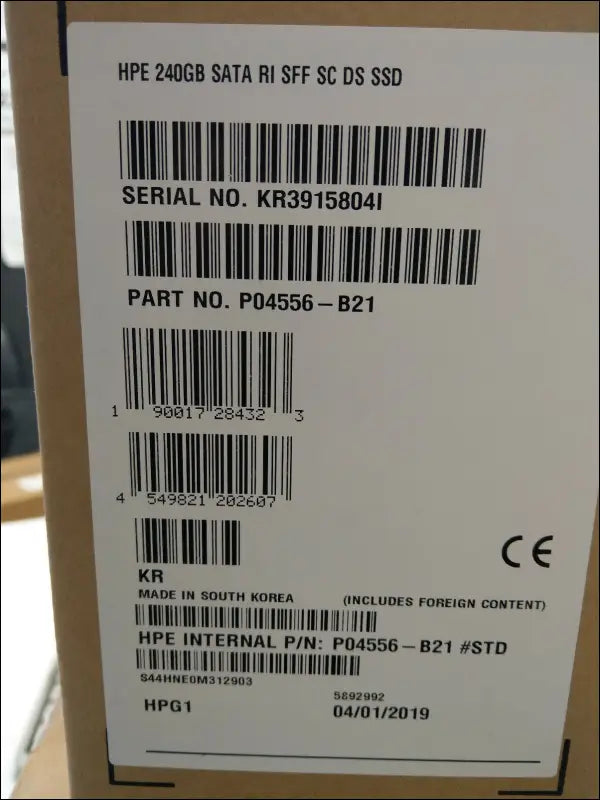 HPE 240GB SATA RI SFF SC DS SSD
SERIAL NO. KR3915804I
PART NO. P04556-B21
1 90017 28432 3
4 549821 202607
CE
KR
MADE IN SOUTH KOREA (INCLUDES FOREIGN CONTENT)
HPE INTERNAL P/N: P04556-B21 #STD
S44HNE0M312903
5892992
HPG1 04/01/2019